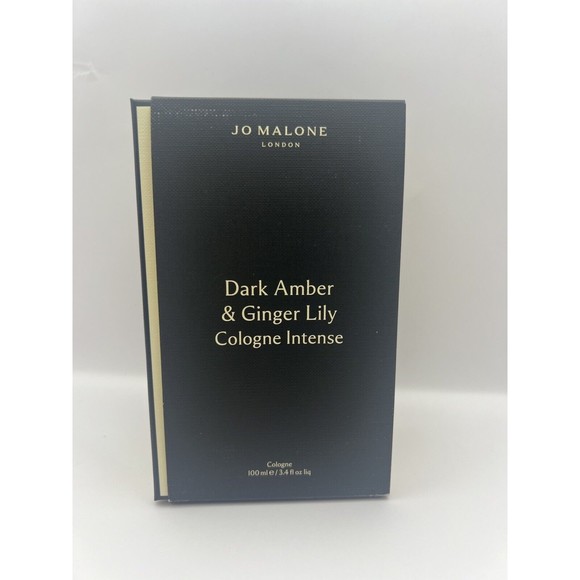 JO MALONE
LONDON
Dark Amber
& Ginger Lily
Cologne Intense
Cologne
100 ml e / 3.4 fl oz liq